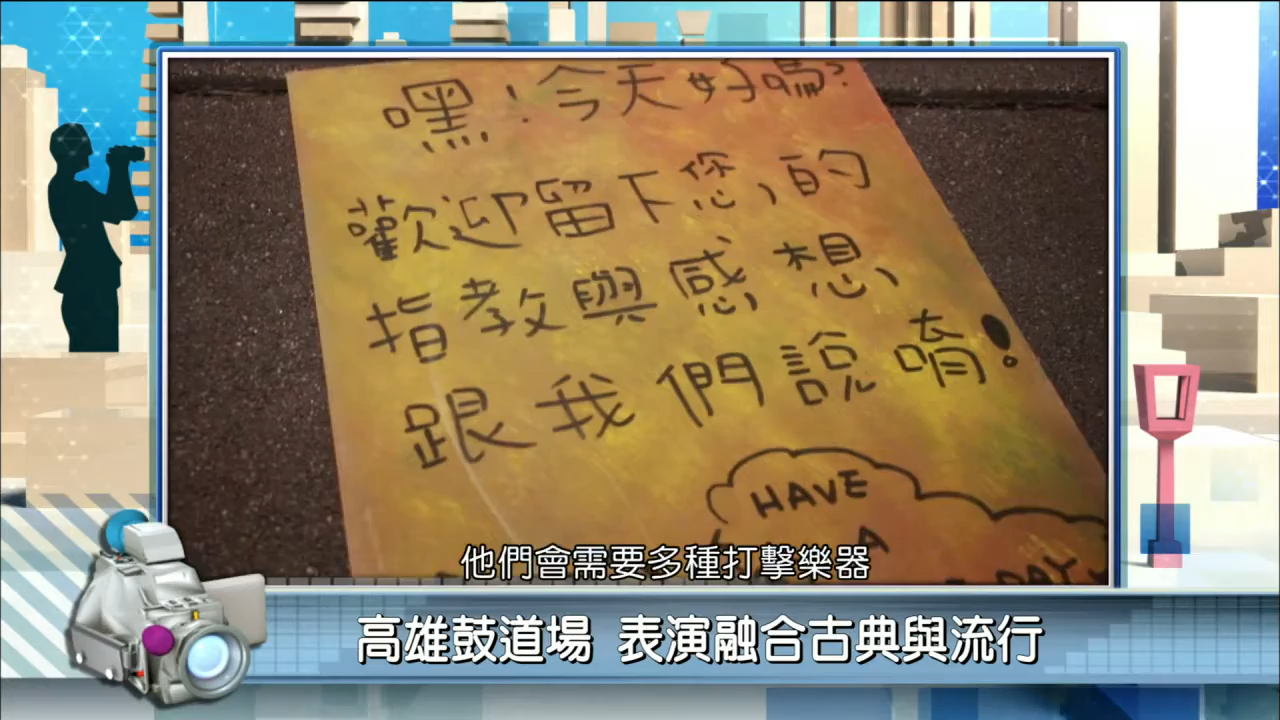 嘿!今天好嗎?
歡迎留下您的
指教與感想、
跟我們說唷!
HAVE
A
DAY
他們會需要多種打擊樂器
高雄鼓道場 表演融合古典與流行